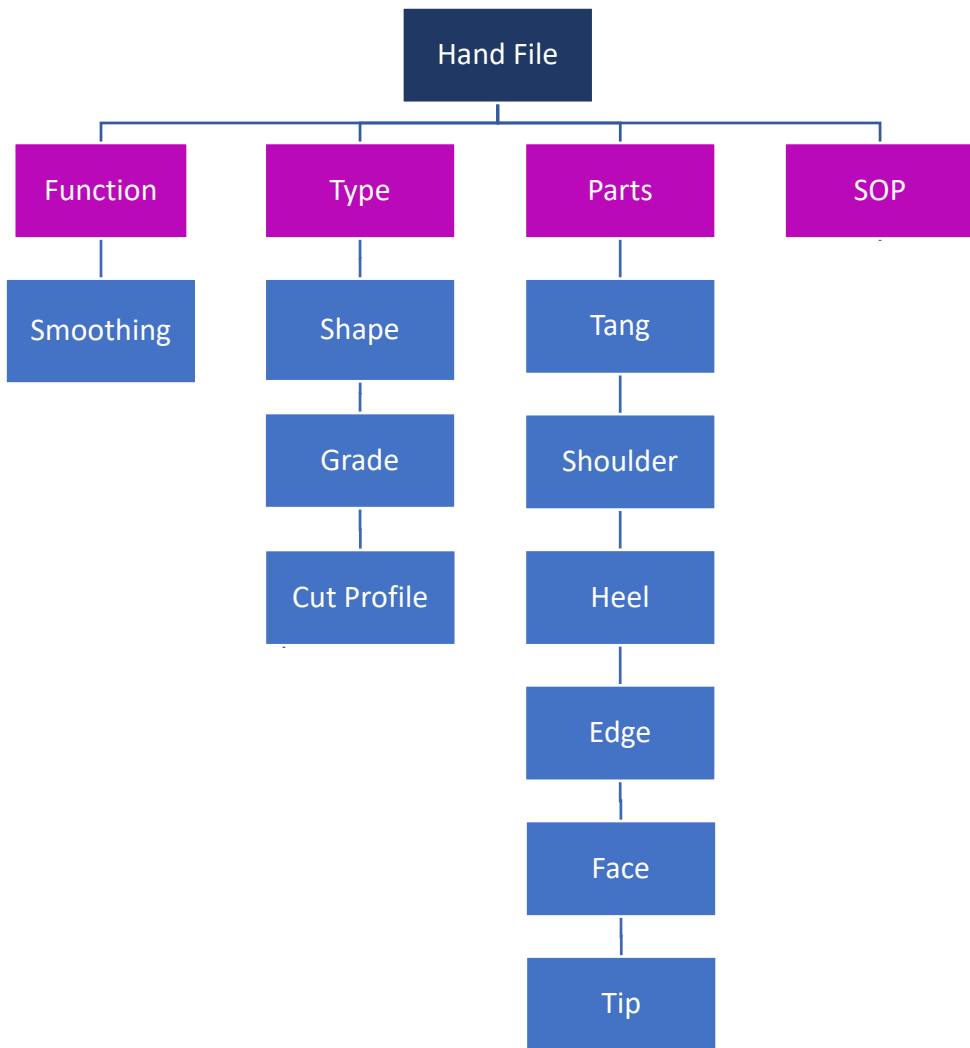 Hand File
Function
Type
Parts
SOP
Smoothing
Shape
Tang
Grade
Shoulder
Cut Profile
Heel
Edge
Face
Tip